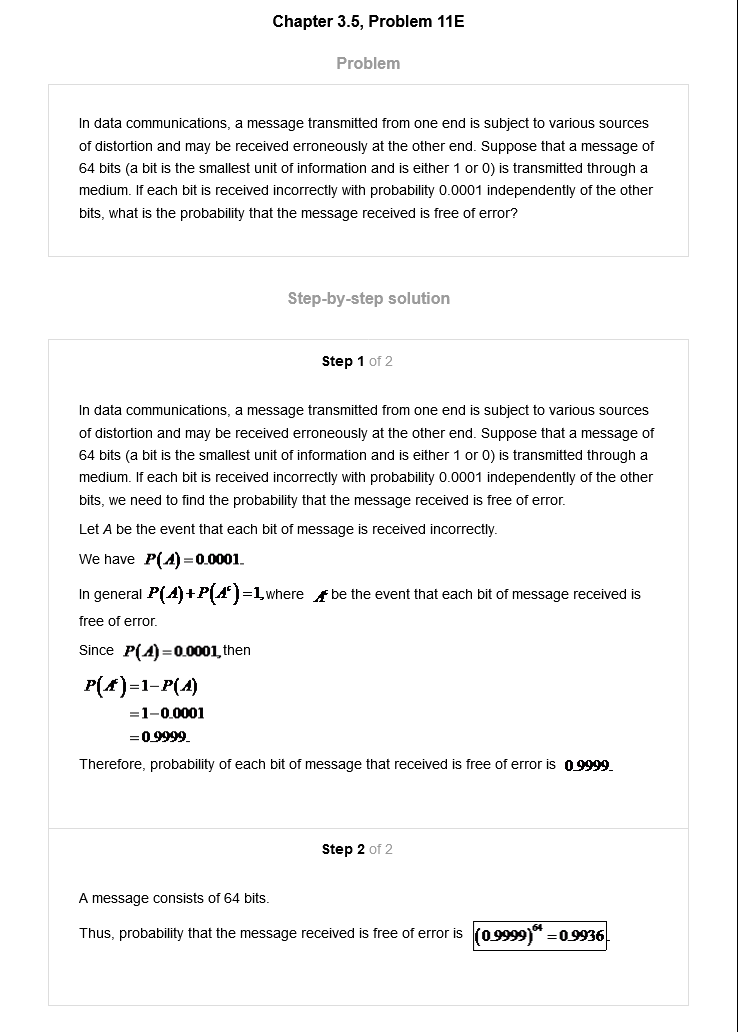 Chapter 3.5, Problem 11E
Problem
In data communications, a message transmitted from one end is subject to various sources
of distortion and may be received erroneously at the other end. Suppose that a message of
64 bits (a bit is the smallest unit of information and is either 1 or 0) is transmitted through a
medium. If each bit is received incorrectly with probability 0.0001 independently of the other
bits, what is the probability that the message received is free of error?
Step-by-step solution
Step 1 of 2
In data communications, a message transmitted from one end is subject to various sources
of distortion and may be received erroneously at the other end. Suppose that a message of
64 bits (a bit is the smallest unit of information and is either 1 or 0) is transmitted through a
medium. If each bit is received incorrectly with probability 0.0001 independently of the other
bits, we need to find the probability that the message received is free of error.
Let A be the event that each bit of message is received incorrectly.
We have P(A)=0.0001.
In general P(A)+P(Aᶜ)=1, where Aᶜ be the event that each bit of message received is
free of error.
Since P(A)=0.0001, then
P(Aᶜ)=1−P(A)
=1−0.0001
=0.9999.
Therefore, probability of each bit of message that received is free of error is 0.9999.
Step 2 of 2
A message consists of 64 bits.
Thus, probability that the message received is free of error is (0.9999)⁶⁴ =0.9936.